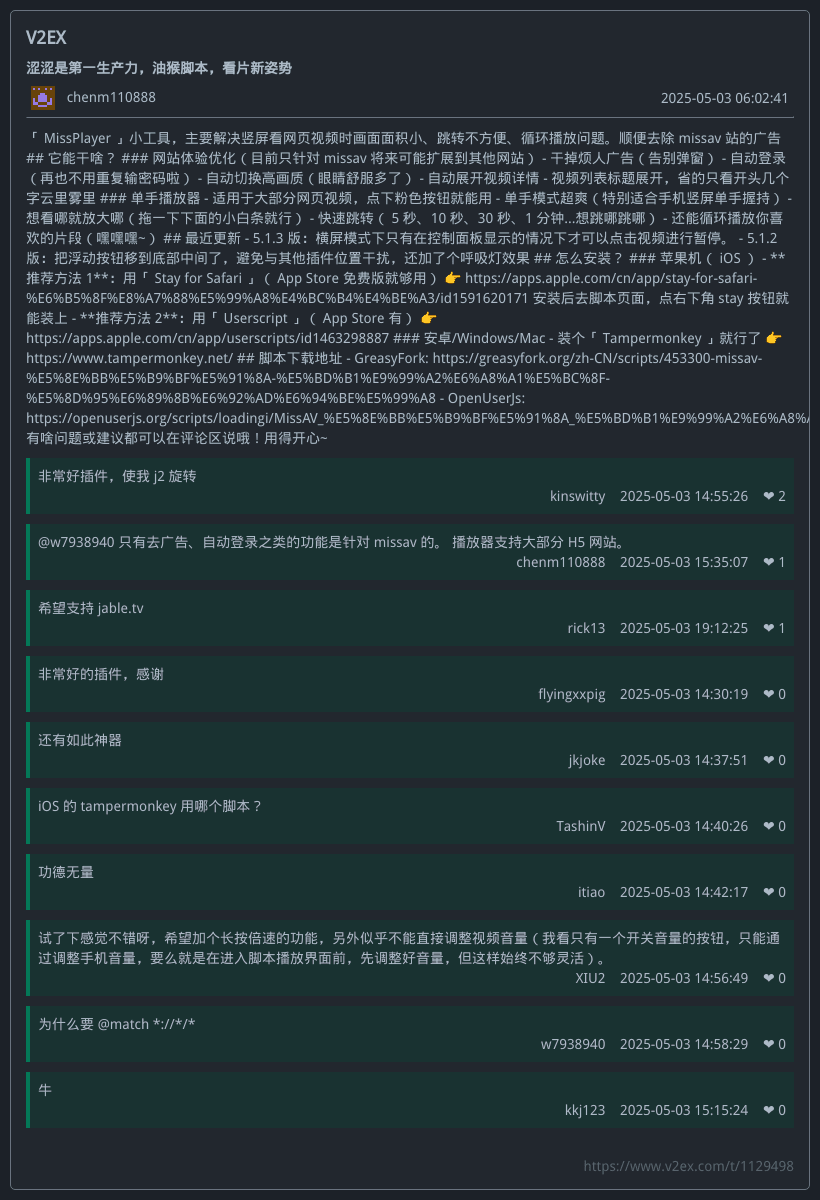 V2EX
涩涩是第一生产力，油猴脚本，看片新姿势
chenm110888 2025-05-03 06:02:41
「 MissPlayer 」小工具，主要解决竖屏看网页视频时画面面积小、跳转不方便、循环播放问题。顺便去除 missav 站的广告
## 它能干啥？ ### 网站体验优化（目前只针对 missav 将来可能扩展到其他网站） - 干掉烦人广告（告别弹窗） - 自动登录
（再也不用重复输密码啦） - 自动切换高画质（眼睛舒服多了） - 自动展开视频详情 - 视频列表标题展开，省的只看开头几个
字云里雾里 ### 单手播放器 - 适用于大部分网页视频，点下粉色按钮就能用 - 单手模式超爽（特别适合手机竖屏单手握持） -
想看哪就放大哪（拖一下下面的小白条就行） - 快速跳转（ 5 秒、10 秒、30 秒、1 分钟...想跳哪跳哪） - 还能循环播放你喜
欢的片段（嘿嘿嘿~） ## 最近更新 - 5.1.3 版：横屏模式下只有在控制面板显示的情况下才可以点击视频进行暂停。 - 5.1.2
版：把浮动按钮移到底部中间了，避免与其他插件位置干扰，还加了个呼吸灯效果 ## 怎么安装？ ### 苹果机（ iOS ） - **
推荐方法 1**：用「 Stay for Safari 」（ App Store 免费版就够用） 👉 https://apps.apple.com/cn/app/stay-for-safari-
%E6%B5%8F%E8%A7%88%E5%99%A8%E4%BC%B4%E4%BE%A3/id1591620171 安装后去脚本页面，点右下角 stay 按钮就
能装上 - **推荐方法 2**：用「 Userscript 」（ App Store 有） 👉
https://apps.apple.com/cn/app/userscripts/id1463298887 ### 安卓/Windows/Mac - 装个「 Tampermonkey 」就行了 👉
https://www.tampermonkey.net/ ## 脚本下载地址 - GreasyFork: https://greasyfork.org/zh-CN/scripts/453300-missav-
%E5%8E%BB%E5%B9%BF%E5%91%8A-%E5%BD%B1%E9%99%A2%E6%A8%A1%E5%BC%8F-
%E5%8D%95%E6%89%8B%E6%92%AD%E6%94%BE%E5%99%A8 - OpenUserJs:
https://openuserjs.org/scripts/loadingi/MissAV_%E5%8E%BB%E5%B9%BF%E5%91%8A_%E5%BD%B1%E9%99%A2%E6%A8%
有啥问题或建议都可以在评论区说哦！用得开心~
非常好插件，使我 j2 旋转
kinswitty 2025-05-03 14:55:26 ❤ 2
@w7938940 只有去广告、自动登录之类的功能是针对 missav 的。 播放器支持大部分 H5 网站。
chenm110888 2025-05-03 15:35:07 ❤ 1
希望支持 jable.tv
rick13 2025-05-03 19:12:25 ❤ 1
非常好的插件，感谢
flyingxxpig 2025-05-03 14:30:19 ❤ 0
还有如此神器
jkjoke 2025-05-03 14:37:51 ❤ 0
iOS 的 tampermonkey 用哪个脚本？
TashinV 2025-05-03 14:40:26 ❤ 0
功德无量
itiao 2025-05-03 14:42:17 ❤ 0
试了下感觉不错呀，希望加个长按倍速的功能，另外似乎不能直接调整视频音量（我看只有一个开关音量的按钮，只能通
过调整手机音量，要么就是在进入脚本播放界面前，先调整好音量，但这样始终不够灵活）。
XIU2 2025-05-03 14:56:49 ❤ 0
为什么要 @match *://*/*
w7938940 2025-05-03 14:58:29 ❤ 0
牛
kkj123 2025-05-03 15:15:24 ❤ 0
https://www.v2ex.com/t/1129498